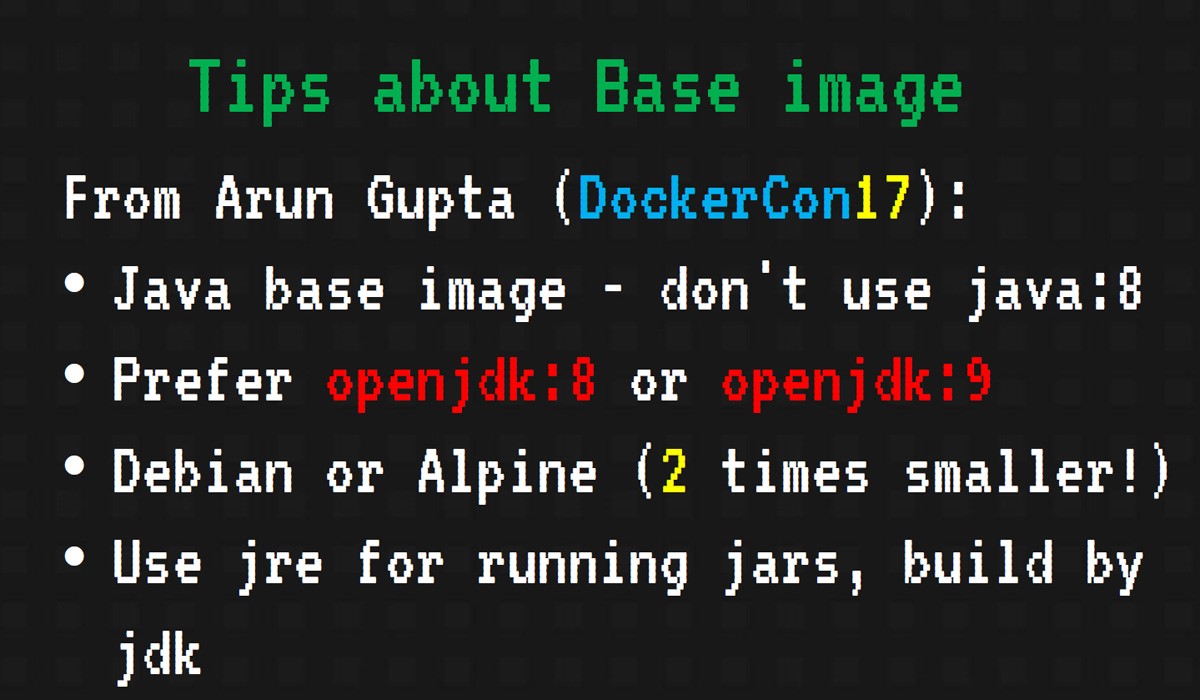 Tips about Base image
From Arun Gupta (DockerCon17):
• Java base image - don't use java:8
• Prefer openjdk:8 or openjdk:9
• Debian or Alpine (2 times smaller!)
• Use jre for running jars, build by
jdk